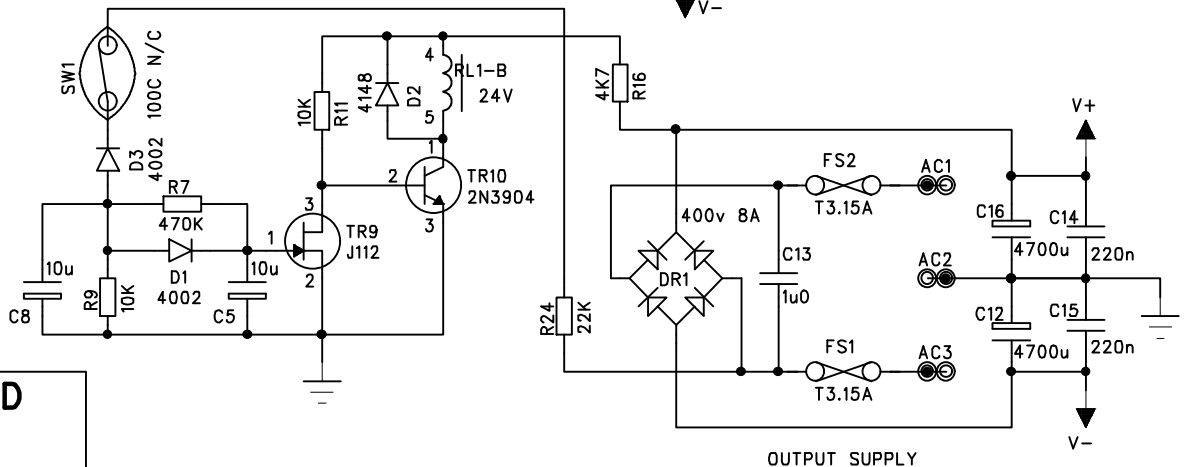 V-
SW1
100C N/C
D3
4002
R7
470K
D1
4002
10u
C8
R9
10K
10u
C5
10K
R11
3
1
2
TR9
J112
4148
D2
4
RL1-B
24V
5
1
2
3
TR10
2N3904
R24
22K
4K7
R16
400v 8A
DR1
C13
1u0
FS2
T3.15A
AC1
AC2
FS1
T3.15A
AC3
V+
C16
4700u
C14
220n
C12
4700u
C15
220n
V-
D
OUTPUT SUPPLY